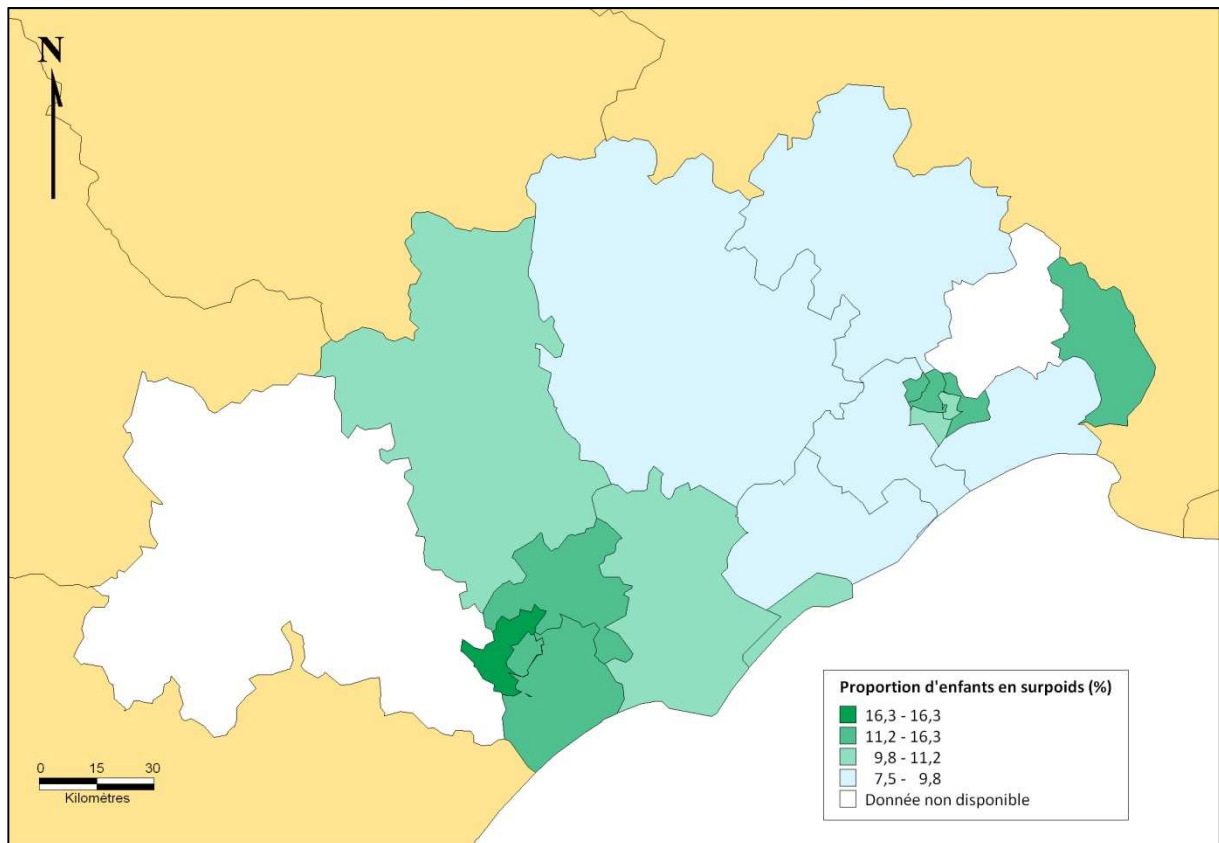 N
Proportion d'enfants en surpoids (%)
16,3 - 16,3
11,2 - 16,3
9,8 - 11,2
7,5 - 9,8
Donnée non disponible
0 15 30
Kilomètres